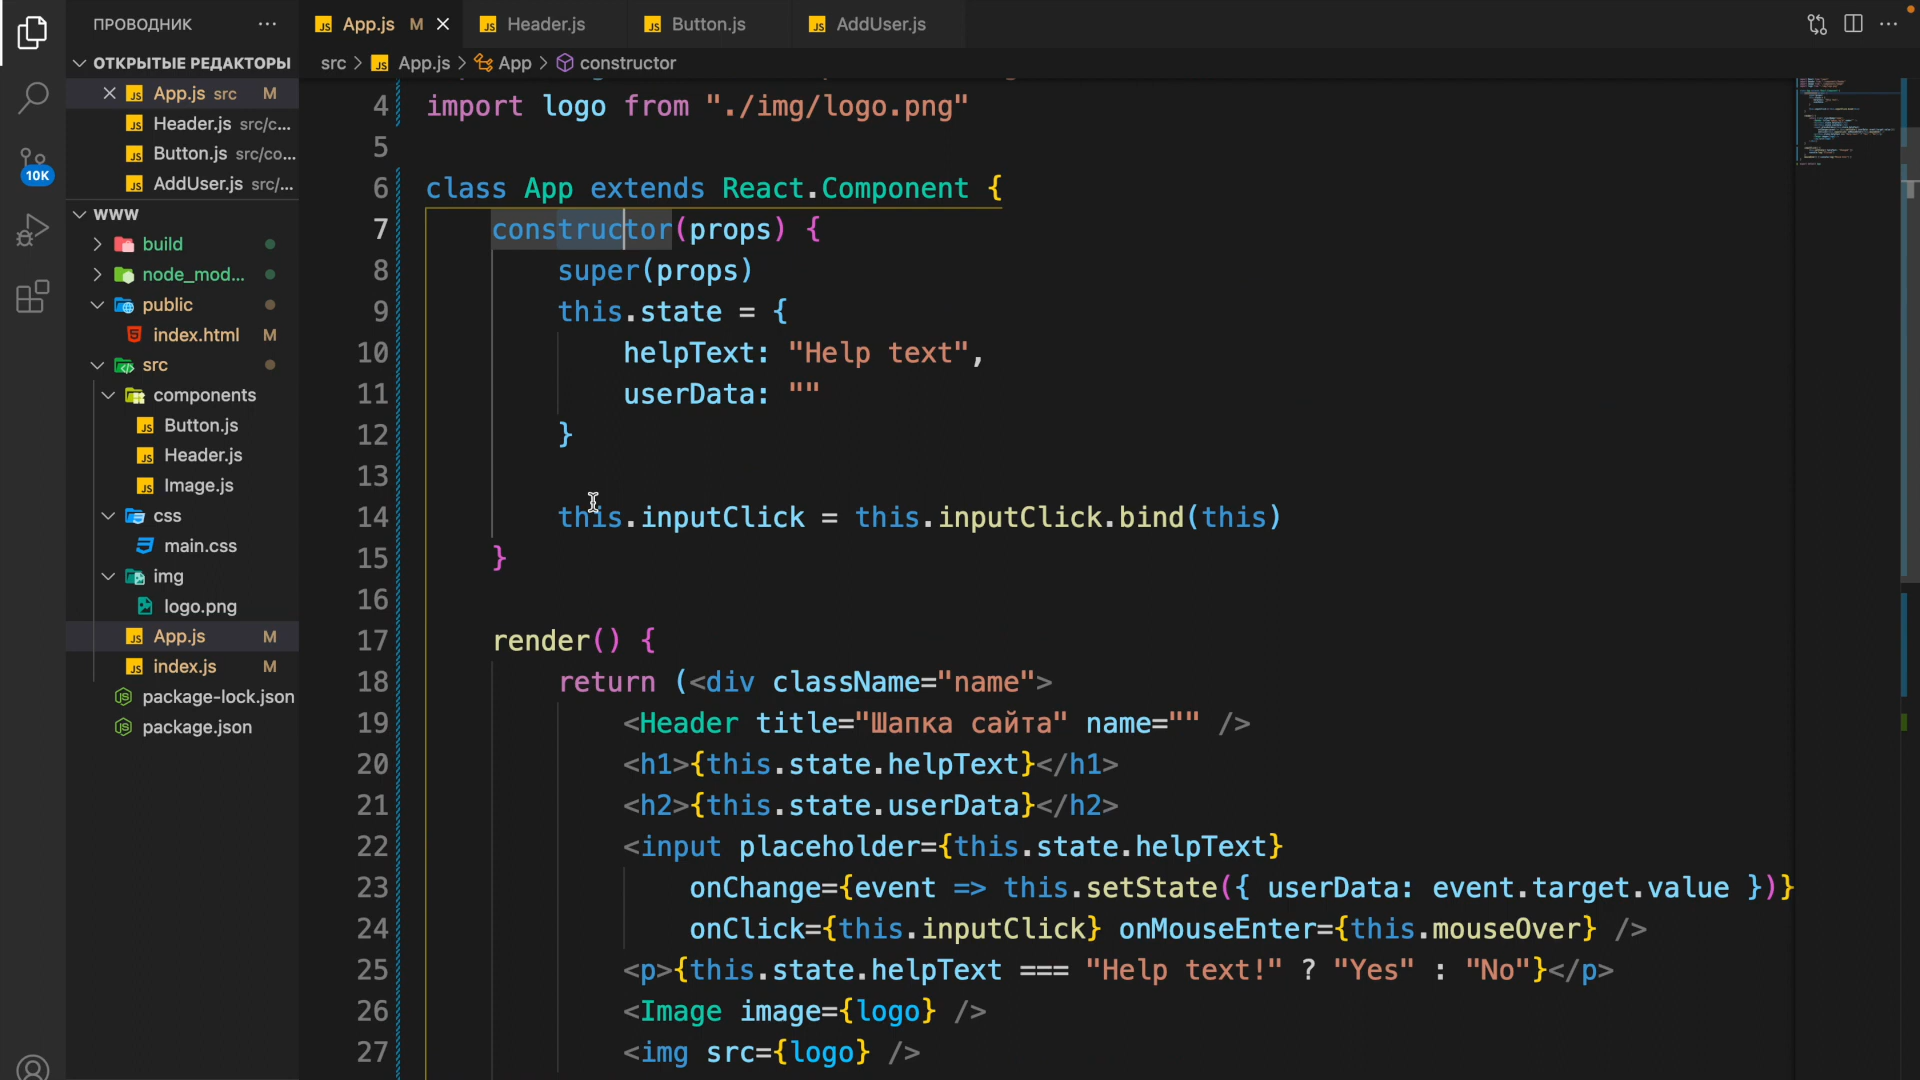 ПРОВОДНИК
ОТКРЫТЫЕ РЕДАКТОРЫ
App.js src M
Header.js src/c...
Button.js src/co...
AddUser.js src/...
WWW
build
node_mod...
public
index.html M
src
components
Button.js
Header.js
Image.js
css
main.css
img
logo.png
App.js M
index.js M
package-lock.json
package.json
10K
App.js M
Header.js
Button.js
AddUser.js
src > App.js > App > constructor
4 import logo from "./img/logo.png"
5
6 class App extends React.Component {
7 constructor(props) {
8 super(props)
9 this.state = {
10 helpText: "Help text",
11 userData: ""
12 }
13
14 this.inputClick = this.inputClick.bind(this)
15 }
16
17 render() {
18 return (<div className="name">
19 <Header title="Шапка сайта" name="" />
20 <h1>{this.state.helpText}</h1>
21 <h2>{this.state.userData}</h2>
22 <input placeholder={this.state.helpText}
23 onChange={event => this.setState({ userData: event.target.value })}
24 onClick={this.inputClick} onMouseEnter={this.mouseOver} />
25 <p>{this.state.helpText === "Help text!" ? "Yes" : "No"}</p>
26 <Image image={logo} />
27 <img src={logo} />